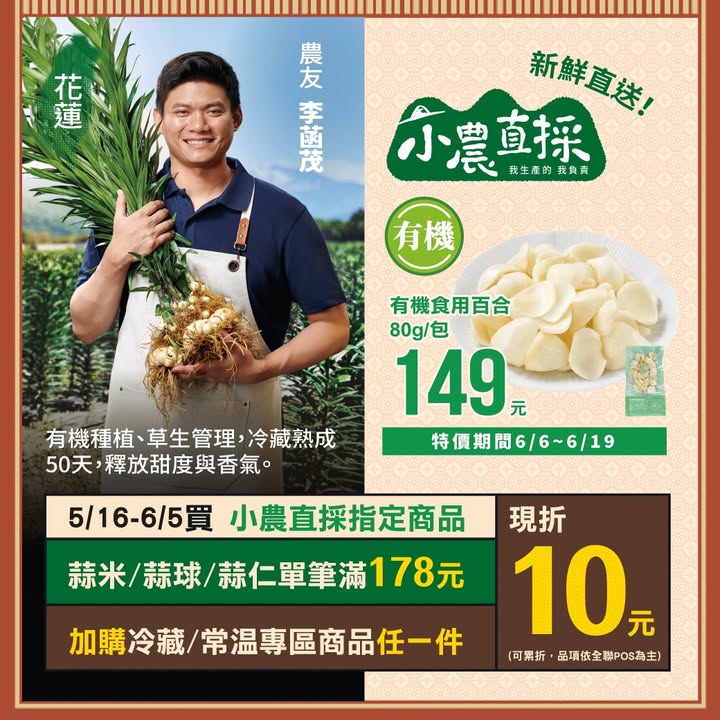 花蓮
農友 李菡茂
新鮮直送!
小農直採
我生產的 我負責
有機
有機食用百合
80g/包
149元
特價期間6/6~6/19
有機種植、草生管理,冷藏熟成
50天,釋放甜度與香氣。
5/16-6/5買 小農直採指定商品
蒜米/蒜球/蒜仁單筆滿178元
加購冷藏/常温專區商品任一件
現折
10元
(可累折,品項依全聯POS為主)